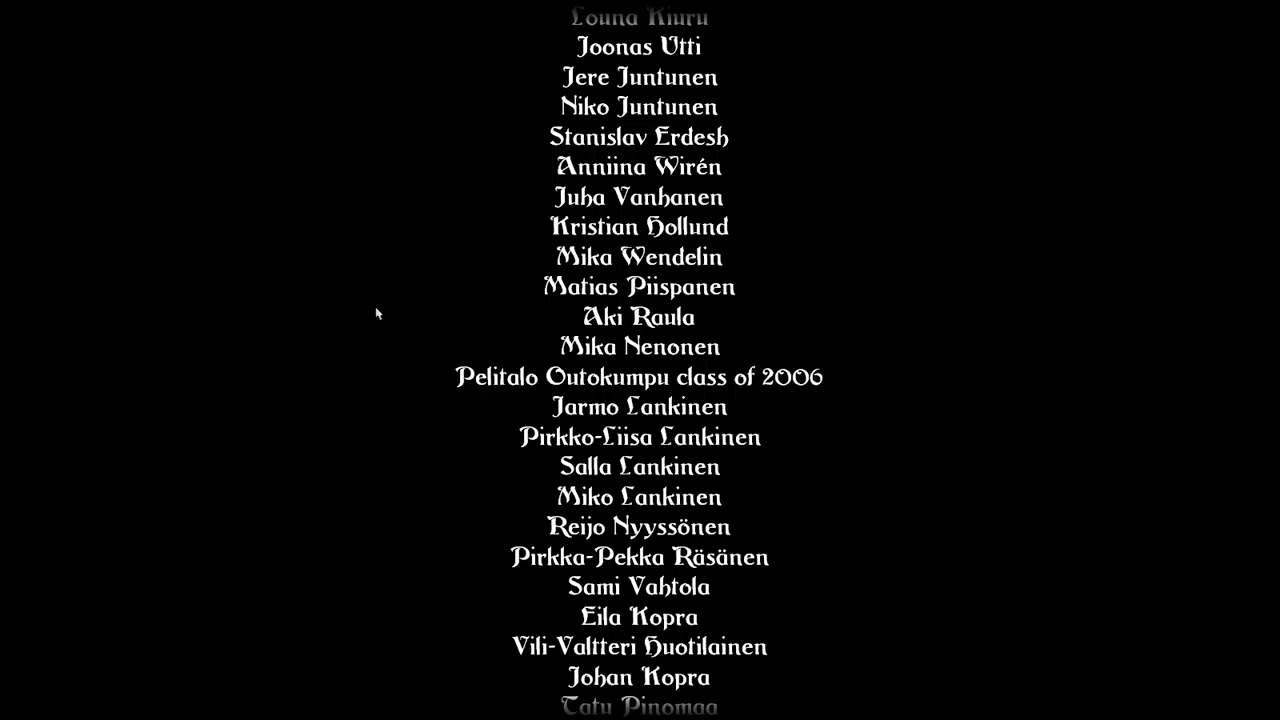 Louna Kiuru
Joonas Utti
Jere Juntunen
Niko Juntunen
Stanislav Erdesh
Anniina Wirén
Juha Vanhanen
Kristian Hollund
Mika Wendelin
Matias Piispanen
Aki Raula
Mika Nenonen
Pelitalo Outokumpu class of 2006
Jarmo Lankinen
Pirkko-Liisa Lankinen
Salla Lankinen
Miko Lankinen
Reijo Nyyssönen
Pirkka-Pekka Räsänen
Sami Vahtola
Eila Kopra
Vili-Valtteri Huotilainen
Johan Kopra
Tatu Pinomaa